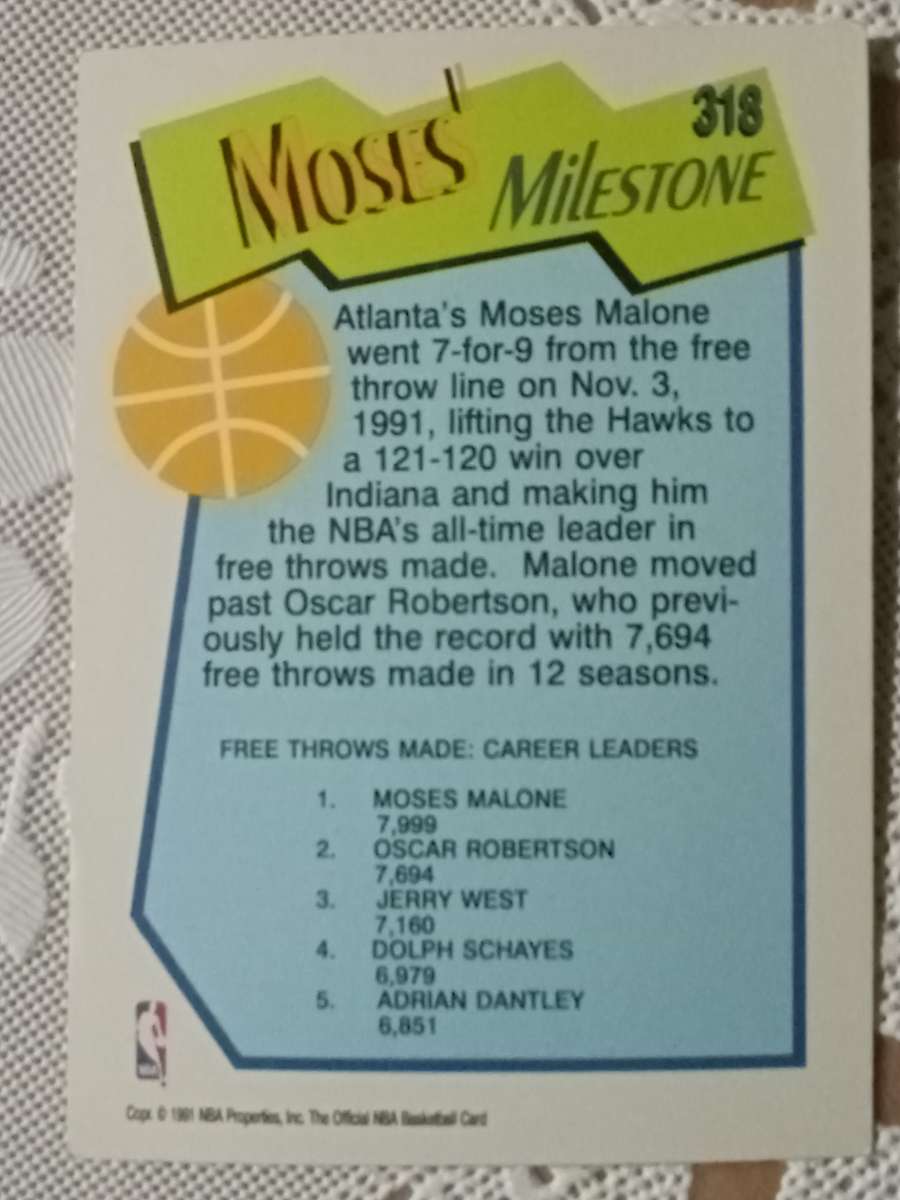 318
MOSES' MilESTONE
Atlanta's Moses Malone
went 7-for-9 from the free
throw line on Nov. 3,
1991, lifting the Hawks to
a 121-120 win over
Indiana and making him
the NBA's all-time leader in
free throws made. Malone moved
past Oscar Robertson, who previ-
ously held the record with 7,694
free throws made in 12 seasons.
FREE THROWS MADE: CAREER LEADERS
1. MOSES MALONE
7,999
2. OSCAR ROBERTSON
7,694
3. JERRY WEST
7,160
4. DOLPH SCHAYES
6,979
5. ADRIAN DANTLEY
6,851
NBA
Copr. © 1991 NBA Properties, Inc. The Official NBA Basketball Card